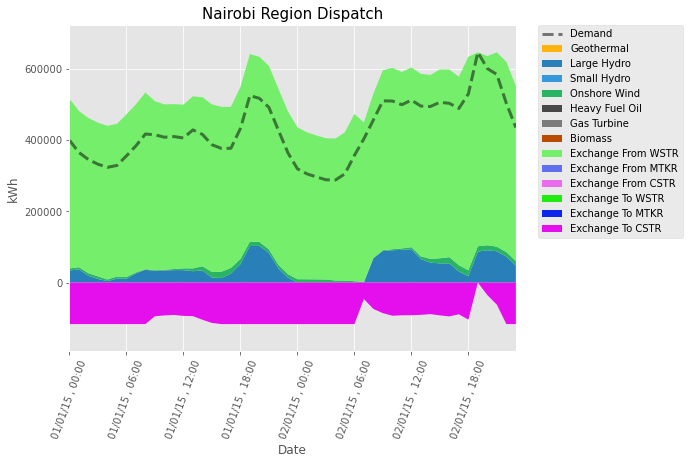 Nairobi Region Dispatch
kWh
600000
400000
200000
0
01/01/15 , 00:00
01/01/15 , 06:00
01/01/15 , 12:00
01/01/15 , 18:00
02/01/15 , 00:00
02/01/15 , 06:00
02/01/15 , 12:00
02/01/15 , 18:00
Date
Demand
Geothermal
Large Hydro
Small Hydro
Onshore Wind
Heavy Fuel Oil
Gas Turbine
Biomass
Exchange From WSTR
Exchange From MTKR
Exchange From CSTR
Exchange To WSTR
Exchange To MTKR
Exchange To CSTR